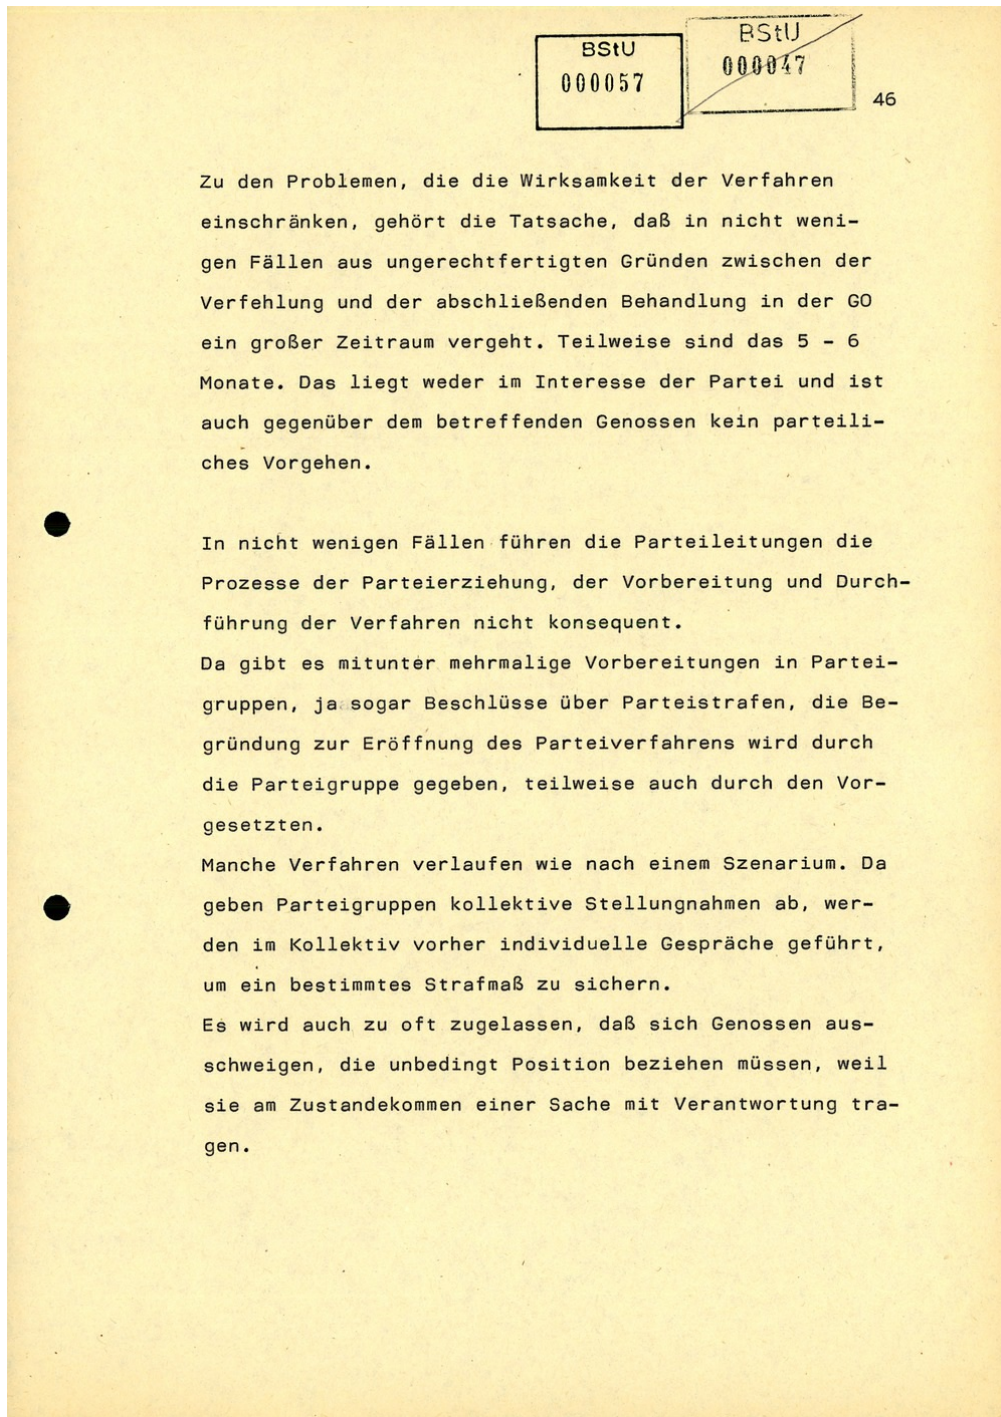 BStU
000057
BStU
000047
46
Zu den Problemen, die die Wirksamkeit der Verfahren
einschränken, gehört die Tatsache, daß in nicht weni-
gen Fällen aus ungerechtfertigten Gründen zwischen der
Verfehlung und der abschließenden Behandlung in der GO
ein großer Zeitraum vergeht. Teilweise sind das 5 - 6
Monate. Das liegt weder im Interesse der Partei und ist
auch gegenüber dem betreffenden Genossen kein parteili-
ches Vorgehen.
In nicht wenigen Fällen führen die Parteileitungen die
Prozesse der Parteierziehung, der Vorbereitung und Durch-
führung der Verfahren nicht konsequent.
Da gibt es mitunter mehrmalige Vorbereitungen in Partei-
gruppen, ja sogar Beschlüsse über Parteistrafen, die Be-
gründung zur Eröffnung des Parteiverfahrens wird durch
die Parteigruppe gegeben, teilweise auch durch den Vor-
gesetzten.
Manche Verfahren verlaufen wie nach einem Szenarium. Da
geben Parteigruppen kollektive Stellungnahmen ab, wer-
den im Kollektiv vorher individuelle Gespräche geführt,
um ein bestimmtes Strafmaß zu sichern.
Es wird auch zu oft zugelassen, daß sich Genossen aus-
schweigen, die unbedingt Position beziehen müssen, weil
sie am Zustandekommen einer Sache mit Verantwortung tra-
gen.